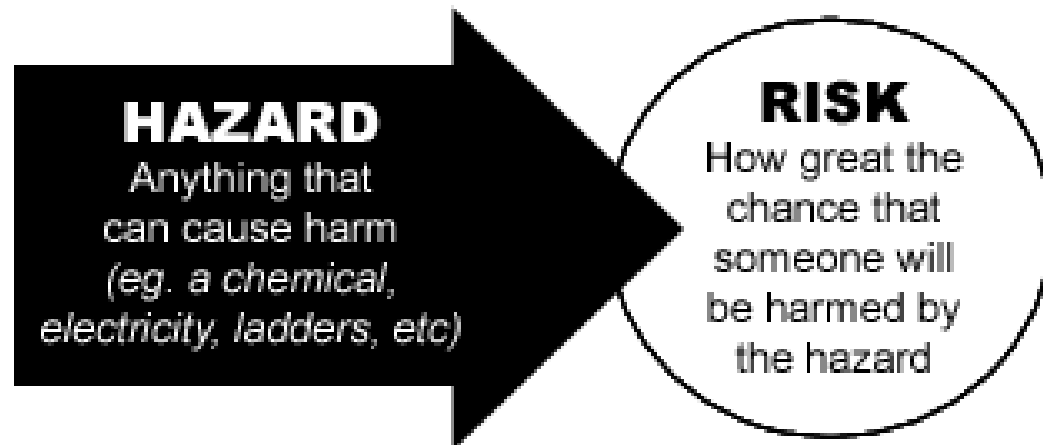 HAZARD
Anything that
can cause harm
(eg. a chemical,
electricity, ladders, etc)
RISK
How great the
chance that
someone will
be harmed by
the hazard